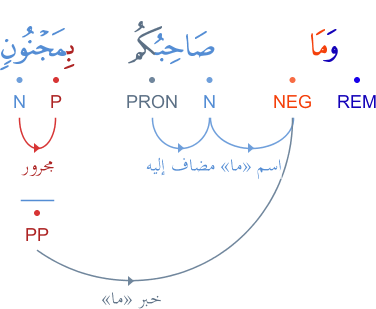 وَمَا صَاحِبُكُم بِمَجۡنُونٍ
N P PRON N NEG REM
اسم «ما» مضاف إليه مجرور
PP
خبر «ما»